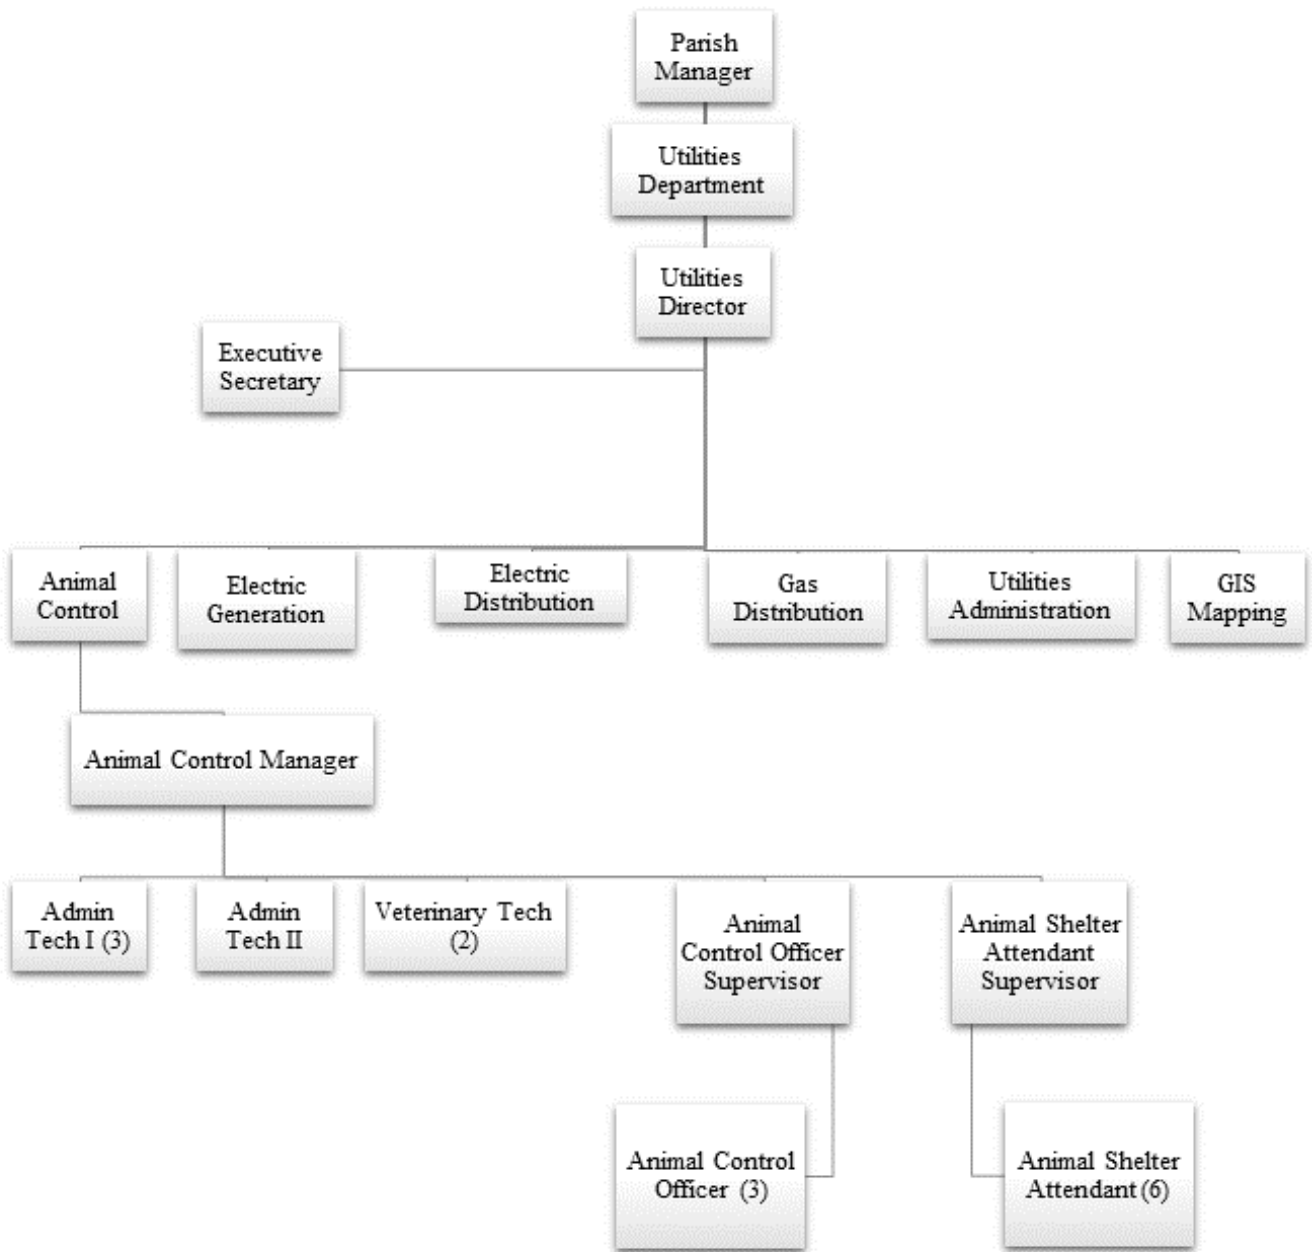 Parish
Manager
Utilities
Department
Utilities
Director
Executive
Secretary
Animal
Control
Electric
Generation
Electric
Distribution
Gas
Distribution
Utilities
Administration
GIS
Mapping
Animal Control Manager
Admin
Tech I (3)
Admin
Tech II
Veterinary Tech
(2)
Animal
Control Officer
Supervisor
Animal Shelter
Attendant
Supervisor
Animal Control
Officer (3)
Animal Shelter
Attendant (6)